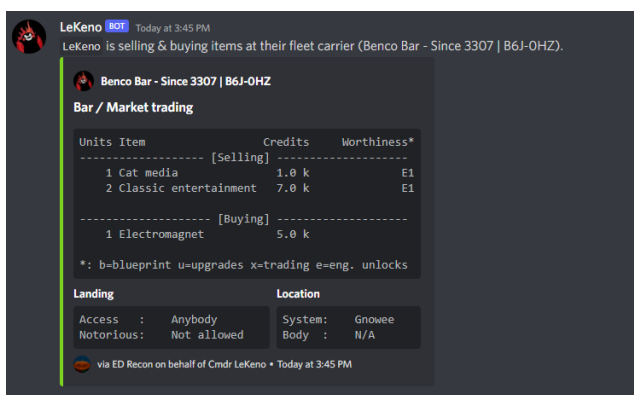 LeKeno BOT Today at 3:45 PM
LeKeno is selling & buying items at their fleet carrier (Benco Bar - Since 3307 | B6J-0HZ).
Benco Bar - Since 3307 | B6J-0HZ
Bar / Market trading
Units Item Credits Worthiness*
------------------- [Selling] --------------------
1 Cat media 1.0 k E1
2 Classic entertainment 7.0 k E1
-------------------- [Buying] --------------------
1 Electromagnet 5.0 k
*: b=blueprint u=upgrades x=trading e=eng. unlocks
Landing Location
Access : Anybody System: Gnowee
Notorious: Not allowed Body : N/A
via ED Recon on behalf of Cmdr LeKeno • Today at 3:45 PM